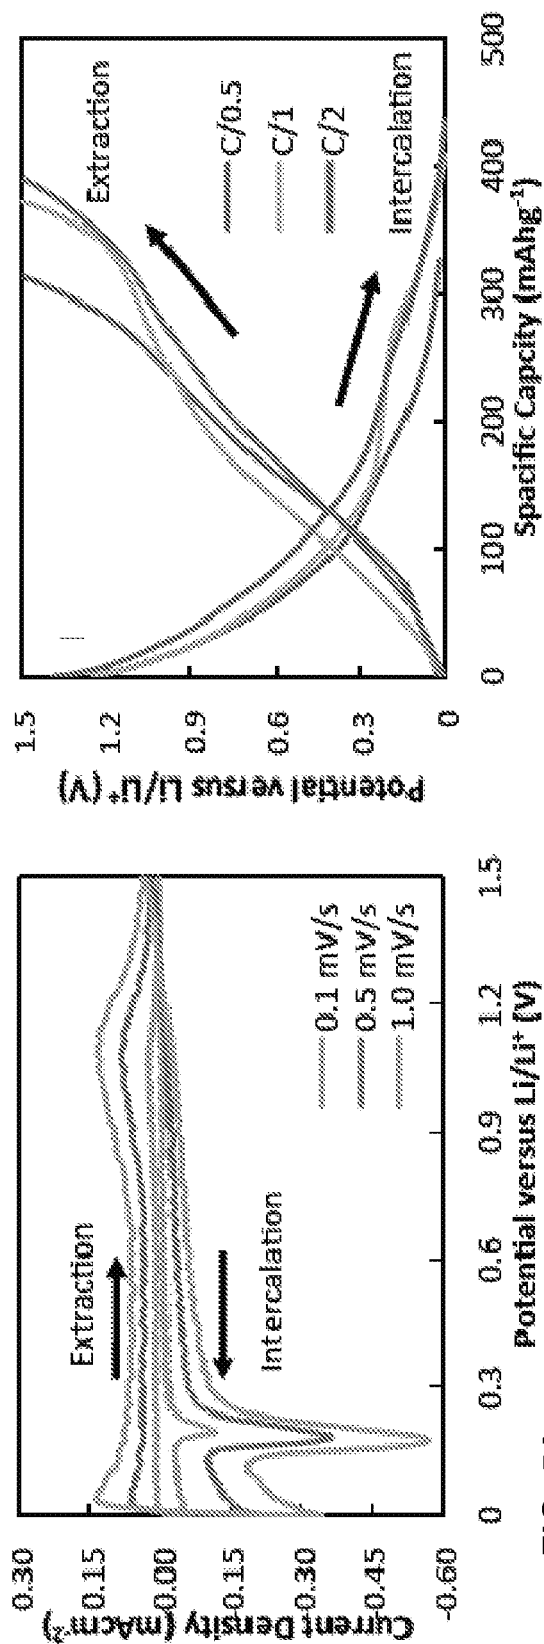 Current Density (mAcm⁻²)
0.30
0.15
0.00
-0.15
-0.30
-0.45
-0.60
Extraction
Intercalation
0.1 mV/s
0.5 mV/s
1.0 mV/s
0
0.3
0.6
0.9
1.2
1.5
Potential versus Li/Li⁺ (V)
Potential versus Li/Li⁺ (V)
1.5
1.2
0.9
0.6
0.3
0
Extraction
C/0.5
C/1
C/2
Intercalation
0
100
200
300
400
500
Spacific Capcity (mAhg⁻¹)